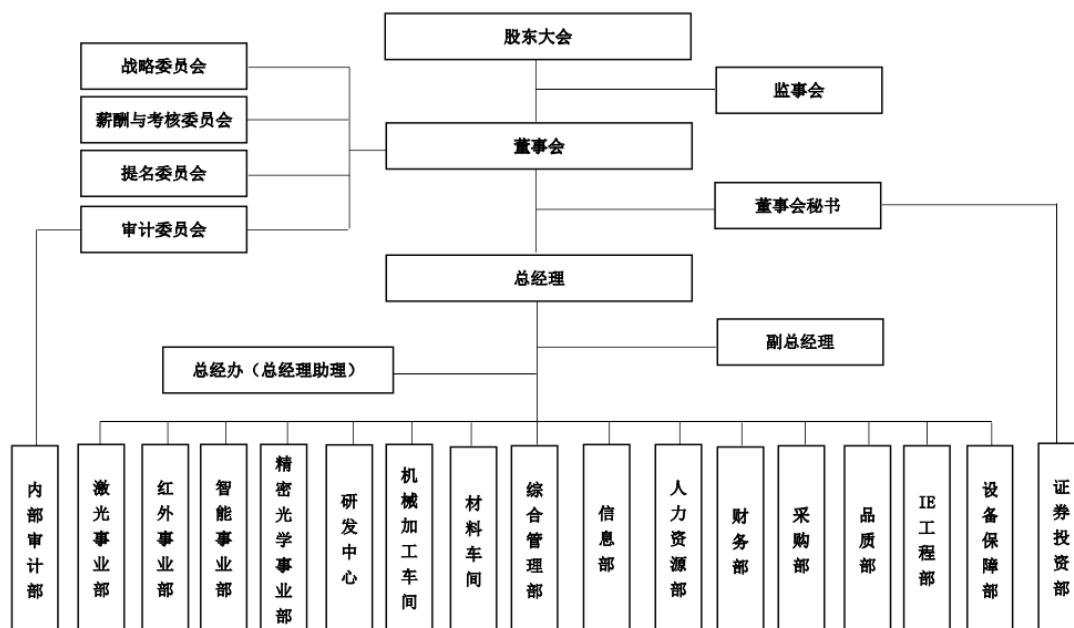 股东大会
战略委员会
监事会
薪酬与考核委员会
董事会
提名委员会
董事会秘书
审计委员会
总经理
副总经理
总经办（总经理助理）
内部审计部
激光事业部
红外事业部
智能事业部
精密光学事业部
研发中心
机械加工车间
材料车间
综合管理部
信息部
人力资源部
财务部
采购部
品质部
IE工程部
设备保障部
证券投资部